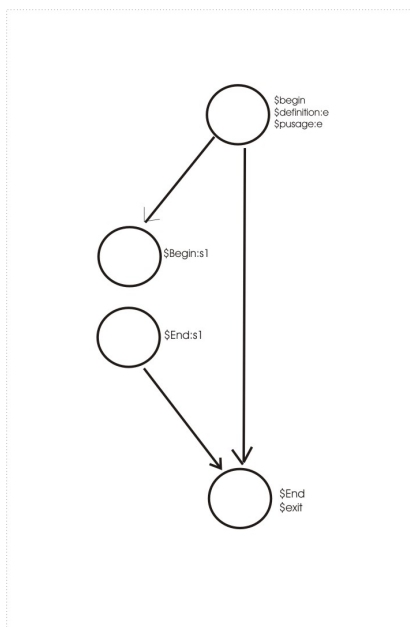 $begin
$definition:e
$pusage:e
$Begin:s1
$End:s1
$End
$exit